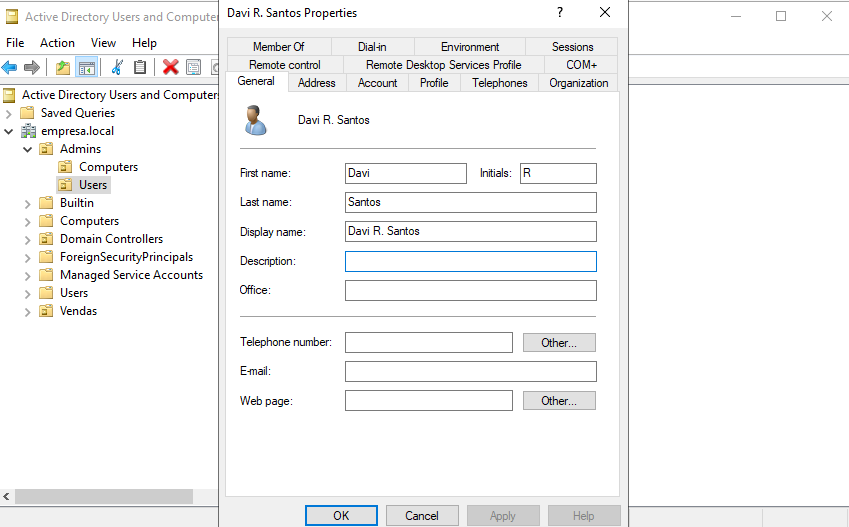 Active Directory Users and Computer
Davi R. Santos Properties
?
File Action View Help
Active Directory Users and Computers
Saved Queries
empresa.local
Admins
Computers
Users
Builtin
Computers
Domain Controllers
ForeignSecurityPrincipals
Managed Service Accounts
Users
Vendas
Member Of Dial-in Environment Sessions
Remote control Remote Desktop Services Profile COM+
General Address Account Profile Telephones Organization
Davi R. Santos
First name: Davi Initials: R
Last name: Santos
Display name: Davi R. Santos
Description:
Office:
Telephone number: Other...
E-mail:
Web page: Other...
OK Cancel Apply Help